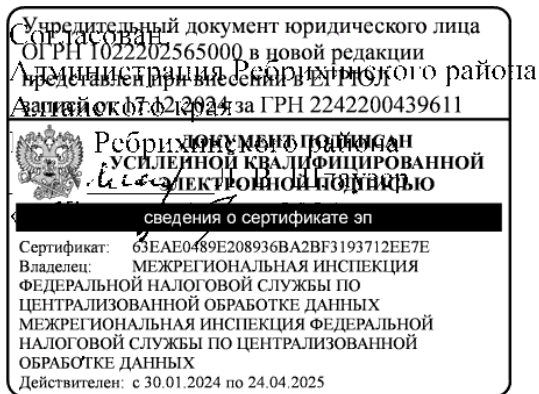 Согласован:
Учредительный документ юридического лица
ОГРН 1022202565000 в новой редакции
Администрация Ребрихинского района
представлен при внесении в ЕГРЮЛ
Алтайского края
записи от 17.12.2024 за ГРН 2242200439611
Ребрихинского района
ДОКУМЕНТ ПОДПИСАН
УСИЛЕННОЙ КВАЛИФИЦИРОВАННОЙ
ЭЛЕКТРОННОЙ ПОДПИСЬЮ
сведения о сертификате эп
Сертификат: 63EAE0489E208936BA2BF3193712EE7E
Владелец: МЕЖРЕГИОНАЛЬНАЯ ИНСПЕКЦИЯ
ФЕДЕРАЛЬНОЙ НАЛОГОВОЙ СЛУЖБЫ ПО
ЦЕНТРАЛИЗОВАННОЙ ОБРАБОТКЕ ДАННЫХ
МЕЖРЕГИОНАЛЬНАЯ ИНСПЕКЦИЯ ФЕДЕРАЛЬНОЙ
НАЛОГОВОЙ СЛУЖБЫ ПО ЦЕНТРАЛИЗОВАННОЙ
ОБРАБОТКЕ ДАННЫХ
Действителен: с 30.01.2024 по 24.04.2025